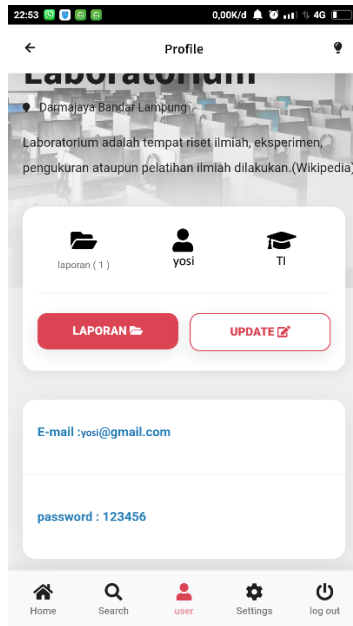 22:53 0,00K/d 4G
Profile
Laboratorium
Darmajaya Bandar Lampung
Laboratorium adalah tempat riset ilmiah, eksperimen,
pengukuran ataupun pelatihan ilmiah dilakukan.(Wikipedia)
laporan ( 1 ) yosi TI
LAPORAN UPDATE
E-mail :yosi@gmail.com
password : 123456
Home Search user Settings log out